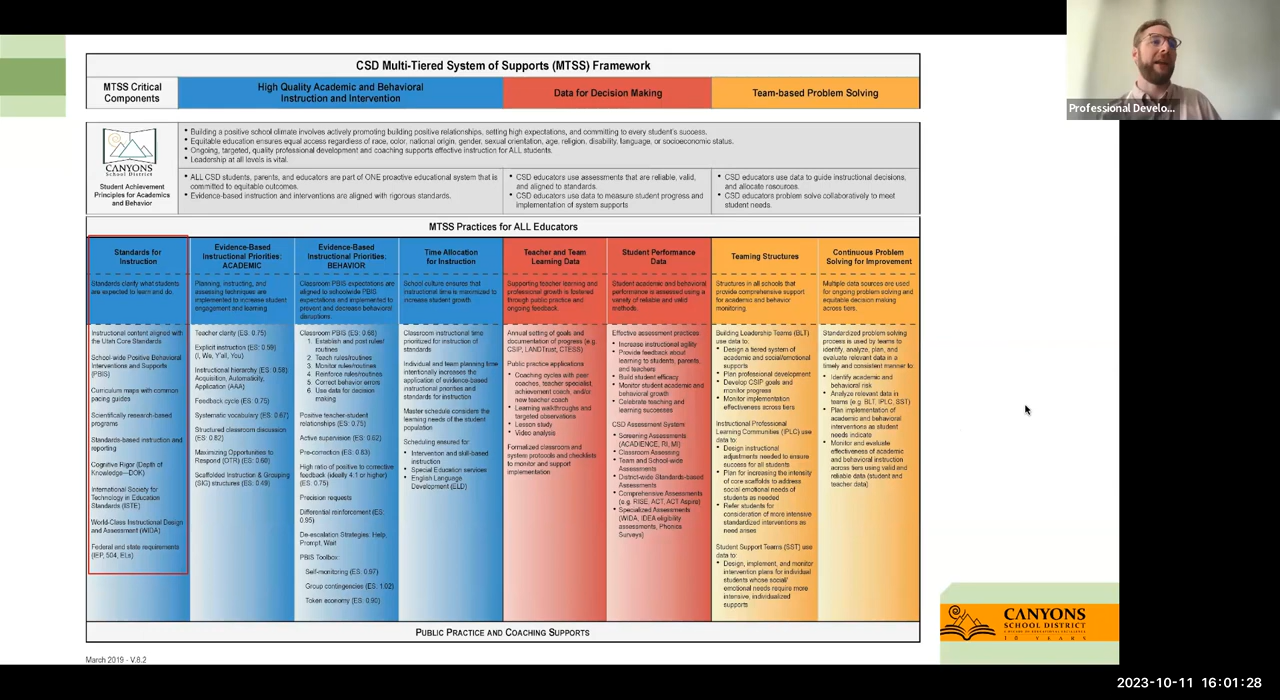 CSD Multi-Tiered System of Supports (MTSS) Framework
MTSS Critical
Components
High Quality Academic and Behavioral
Instruction and Intervention
Data for Decision Making
Team-based Problem Solving
CANYONS
SCHOOL DISTRICT
Student Achievement
Principles for Academics
and Behavior
• Building a positive school climate involves actively promoting building positive relationships, setting high expectations, and committing to every student's success.
• Equitable education ensures equal access regardless of race, color, national origin, gender, sexual orientation, age, religion, disability, language, or socioeconomic status.
• Ongoing, targeted, quality professional development and coaching supports effective instruction for ALL students.
• Leadership at all levels is vital.
• ALL CSD students, parents, and educators are part of ONE proactive educational system that is
committed to equitable outcomes.
• Evidence-based instruction and interventions are aligned with rigorous standards.
• CSD educators use assessments that are reliable, valid,
and aligned to standards.
• CSD educators use data to measure student progress and
implementation of system supports
• CSD educators use data to guide instructional decisions,
and allocate resources.
• CSD educators problem solve collaboratively to meet
student needs.
MTSS Practices for ALL Educators
Standards for
Instruction
Standards clarify what students
are expected to learn and do.
Instructional content aligned with
the Utah Core Standards
School-wide Positive Behavioral
Interventions and Supports
(PBIS)
Curriculum maps with common
pacing guides
Scientifically research-based
programs
Standards-based instruction and
reporting
Cognitive Rigor (Depth of
Knowledge—DOK)
International Society for
Technology in Education
Standards (ISTE)
World-Class Instructional Design
and Assessment (WIDA)
Federal and state requirements
(IEP, 504, ELs)
Evidence-Based
Instructional Priorities:
ACADEMIC
Planning, instructing, and
assessing techniques are
implemented to increase student
engagement and learning.
Teacher clarity (ES: 0.75)
Explicit instruction (ES: 0.59)
(I, We, Y'all, You)
Instructional hierarchy (ES: 0.58)
Acquisition, Automaticity,
Application (AAA)
Feedback cycle (ES: 0.75)
Systematic vocabulary (ES: 0.67)
Structured classroom discussion
(ES: 0.82)
Maximizing Opportunities to
Respond (OTR) (ES: 0.60)
Scaffolded Instruction & Grouping
(SIG) structures (ES: 0.49)
Evidence-Based
Instructional Priorities:
BEHAVIOR
Classroom PBIS expectations are
aligned to schoolwide PBIS
expectations and implemented to
prevent and decrease behavioral
disruptions.
Classroom PBIS (ES: 0.66)
1. Establish and post rules/
routines
2. Teach rules/routines
3. Monitor rules/routines
4. Reinforce rules/routines
5. Correct behavior errors
6. Use data for decision
making
Positive teacher-student
relationships (ES: 0.75)
Active supervision (ES: 0.62)
Pre-correction (ES: 0.83)
High ratio of positive to corrective
feedback (ideally 4:1 or higher)
(ES: 0.75)
Precision requests
Differential reinforcement (ES:
0.95)
De-escalation Strategies: Help,
Prompt, Wait
PBIS Toolbox:
Self-monitoring (ES: 0.97)
Group contingencies (ES: 1.02)
Token economy (ES: 0.90)
Time Allocation
for Instruction
School culture ensures that
instructional time is maximized to
increase student growth
Classroom instructional time
prioritized for instruction of
standards
Individual and team planning time
intentionally increases the
application of evidence-based
instructional priorities and
standards for instruction
Master schedule considers the
learning needs of the student
population
Scheduling ensured for:
• Intervention and skill-based
instruction
• Special Education services
• English Language
Development (ELD)
Teacher and Team
Learning Data
Supporting teacher learning and
professional growth is fostered
through public practice and
ongoing feedback.
Annual setting of goals and
documentation of progress (e.g.
CSIP, LANDTrust, CTESS)
Public practice applications
• Coaching cycles with peer
coaches, teacher specialist,
achievement coach, and/or
new teacher coach
• Learning walkthroughs and
targeted observations
• Lesson study
• Video analysis
Formalized classroom and
system protocols and checklists
to monitor and support
implementation
Student Performance
Data
Student academic and behavioral
performance is assessed using a
variety of reliable and valid
methods.
Effective assessment practices:
• Increase instructional agility
• Provide feedback about
learning to students, parents,
and teachers
• Build student efficacy
• Monitor student academic and
behavioral growth
• Celebrate teaching and
learning successes
CSD Assessment System
• Screening Assessments
(ACADIENCE, RI, MI)
• Classroom Assessing
• Team and School-wide
Assessments
• District-wide Standards-based
Assessments
• Comprehensive Assessments
(e.g. RISE, ACT, ACT Aspire)
• Specialized Assessments
(WIDA, IDEA eligibility
assessments, Phonics
Surveys)
Teaming Structures
Structures in all schools that
provide comprehensive support
for academic and behavior
monitoring
Building Leadership Teams (BLT)
use data to:
• Design a tiered system of
academic and social/emotional
supports
• Plan professional development
• Develop CSIP goals and
monitor progress
• Monitor implementation
effectiveness across tiers
Instructional Professional
Learning Communities (IPLC) use
data to:
• Design instructional
adjustments needed to ensure
success for all students
• Plan for increasing the intensity
of core scaffolds to address
social emotional needs of
students as needed
• Refer students for
consideration of more intensive
standardized interventions as
need arises
Student Support Teams (SST) use
data to:
• Design, implement, and monitor
intervention plans for individual
students whose social/
emotional needs require more
intensive, individualized
supports
Continuous Problem
Solving for Improvement
Multiple data sources are used
for ongoing problem solving and
equitable decision making
across tiers.
Standardized problem solving
process is used by teams to
identify, analyze, plan, and
evaluate relevant data in a
timely and consistent manner to:
• Identify academic and
behavioral risk
• Analyze relevant data in
teams (e.g. BLT, IPLC, SST)
• Plan implementation of
academic and behavioral
interventions as student
needs indicate
• Monitor and evaluate
effectiveness of academic
and behavioral instruction
across tiers using valid and
reliable data (student and
teacher data)
PUBLIC PRACTICE AND COACHING SUPPORTS
March 2019 - V.8.2
CANYONS
SCHOOL DISTRICT
Professional Develo...
2023-10-11 16:01:28